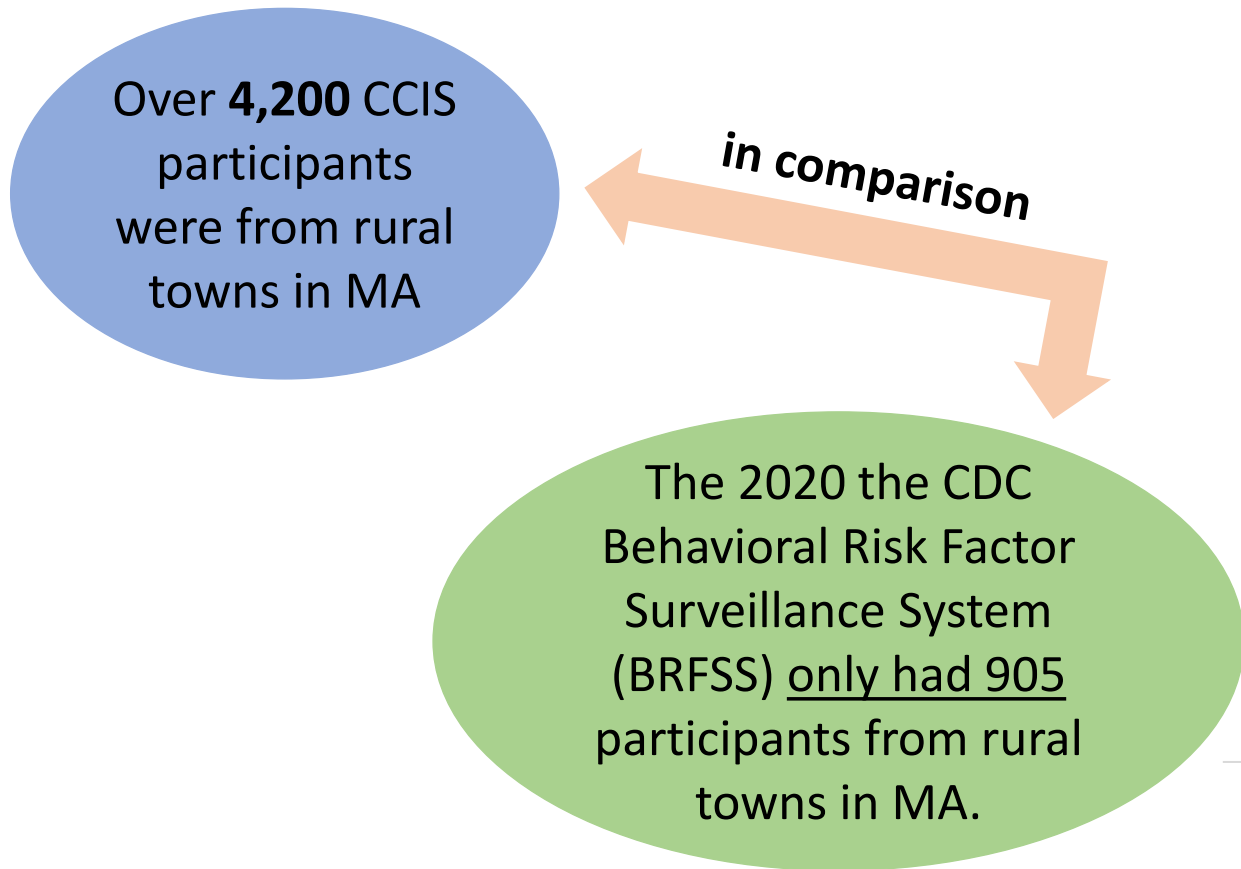 Over 4,200 CCIS
participants
were from rural
towns in MA
in comparison
The 2020 the CDC
Behavioral Risk Factor
Surveillance System
(BRFSS) only had 905
participants from rural
towns in MA.